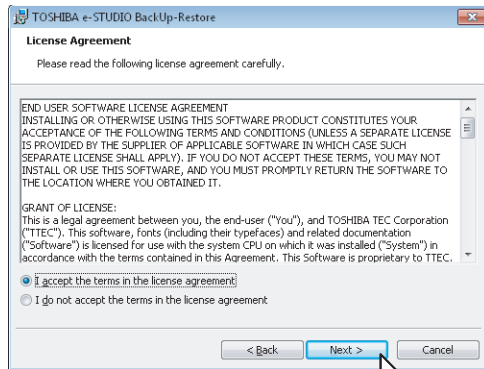 TOSHIBA e-STUDIO BackUp-Restore
License Agreement
Please read the following license agreement carefully.
END USER SOFTWARE LICENSE AGREEMENT
INSTALLING OR OTHERWISE USING THIS SOFTWARE PRODUCT CONSTITUTES YOUR
ACCEPTANCE OF THE FOLLOWING TERMS AND CONDITIONS (UNLESS A SEPARATE LICENSE
IS PROVIDED BY THE SUPPLIER OF APPLICABLE SOFTWARE IN WHICH CASE SUCH
SEPARATE LICENSE SHALL APPLY). IF YOU DO NOT ACCEPT THESE TERMS, YOU MAY NOT
INSTALL OR USE THIS SOFTWARE, AND YOU MUST PROMPTLY RETURN THE SOFTWARE TO
THE LOCATION WHERE YOU OBTAINED IT.
GRANT OF LICENSE:
This is a legal agreement between you, the end-user ("You"), and TOSHIBA TEC Corporation
("TTEC"). This software, fonts (including their typefaces) and related documentation
("Software") is licensed for use with the system CPU on which it was installed ("System") in
accordance with the terms contained in this Agreement. This Software is proprietary to TTEC.
I accept the terms in the license agreement
I do not accept the terms in the license agreement
< Back Next > Cancel